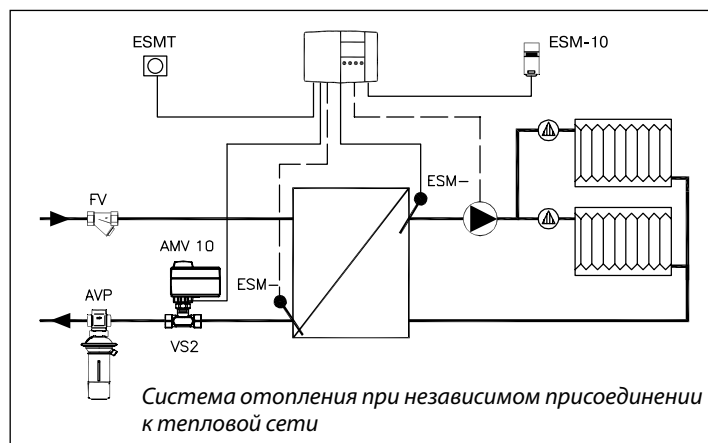 ESMT
ESM-10
ESM-
FV
AMV 10
ESM-
AVP
VS2
Система отопления при независимом присоединении
к тепловой сети